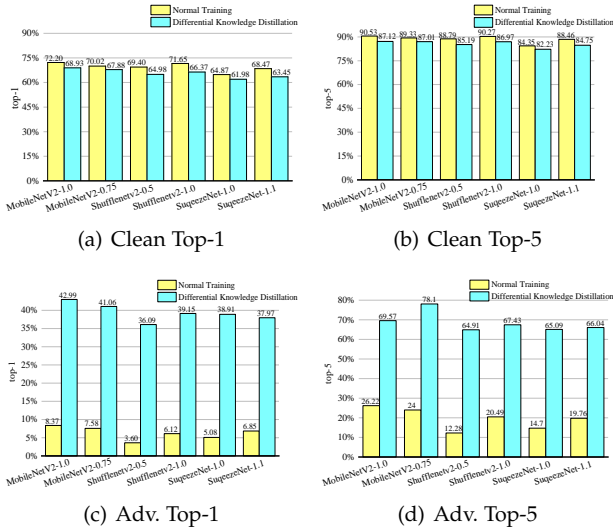 Normal Training
Differential Knowledge Distillation
90%
75%
60%
45%
30%
15%
0%
top-1
72.20 68.93 70.02 67.88 69.40 64.98 71.65 66.37 64.87 61.98 68.47 63.45
MobileNetV2-1.0 MobileNetV2-0.75 Shufflenetv2-0.5 Shufflenetv2-1.0 SuqeezeNet-1.0 SuqeezeNet-1.1
(a) Clean Top-1
Normal Training
Differential Knowledge Distillation
90%
80%
70%
60%
50%
40%
30%
20%
10%
0%
top-5
90.53 87.12 89.33 87.01 88.79 85.19 90.27 86.97 84.35 82.23 88.46 84.75
MobileNetV2-1.0 MobileNetV2-0.75 Shufflenetv2-0.5 Shufflenetv2-1.0 SuqeezeNet-1.0 SuqeezeNet-1.1
(b) Clean Top-5
Normal Training
Differential Knowledge Distillation
40%
35%
30%
25%
20%
15%
10%
5%
0%
top-1
8.37 42.99 7.58 41.06 3.60 36.09 6.12 39.15 5.08 38.91 6.85 37.97
MobileNetV2-1.0 MobileNetV2-0.75 Shufflenetv2-0.5 Shufflenetv2-1.0 SuqeezeNet-1.0 SuqeezeNet-1.1
(c) Adv. Top-1
Normal Training
Differential Knowledge Distillation
80%
70%
60%
50%
40%
30%
20%
10%
0%
top-5
26.22 69.57 24 78.1 12.28 64.91 20.49 67.43 14.7 65.09 19.76 66.04
MobileNetV2-1.0 MobileNetV2-0.75 Shufflenetv2-0.5 Shufflenetv2-1.0 SuqeezeNet-1.0 SuqeezeNet-1.1
(d) Adv. Top-5